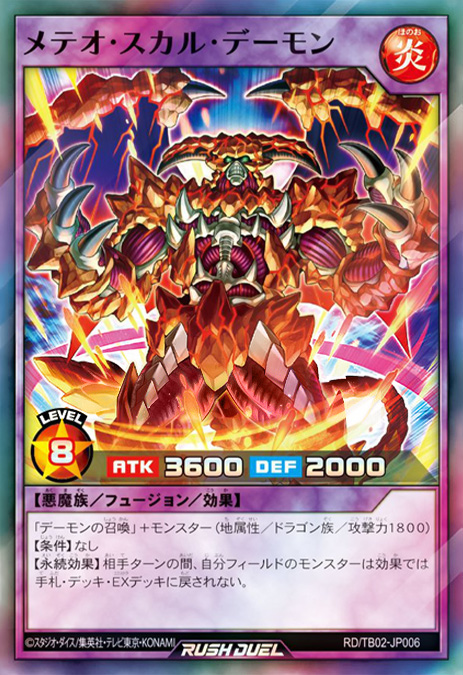 メテオ・スカル・デーモン
ほのお
炎
LEVEL
8
ATK 3600 DEF 2000
【悪魔族/フュージョン/効果】
「デーモンの召喚」+モンスター(地属性/ドラゴン族/攻撃力1800)
【条件】なし
【永続効果】相手ターンの間、自分フィールドのモンスターは効果では
手札・デッキ・EXデッキに戻されない。
©スタジオ・ダイス/集英社・テレビ東京・KONAMI RUSH DUEL RD/TB02-JP006